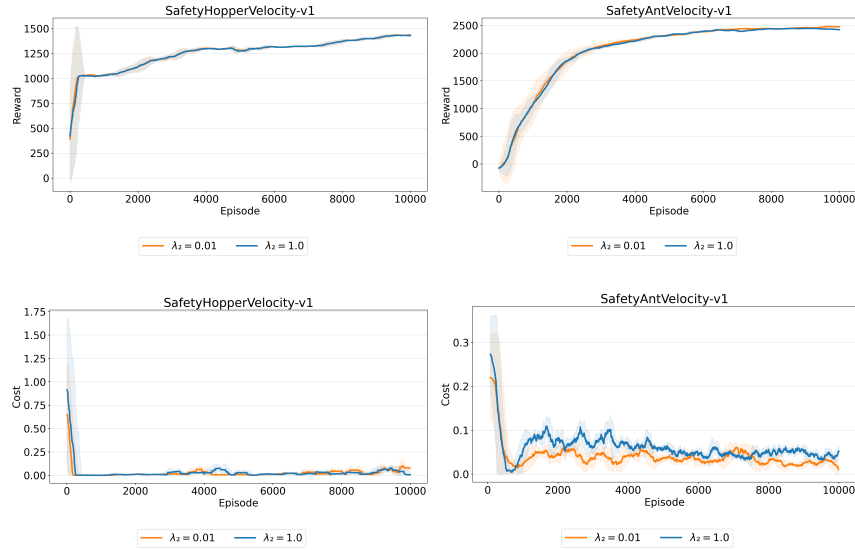 SafetyHopperVelocity-v1
1500
1250
1000
750
500
250
0
Reward
0 2000 4000 6000 8000 10000
Episode
λ₂ = 0.01 λ₂ = 1.0
SafetyAntVelocity-v1
2500
2000
1500
1000
500
0
Reward
0 2000 4000 6000 8000 10000
Episode
λ₂ = 0.01 λ₂ = 1.0
SafetyHopperVelocity-v1
1.75
1.50
1.25
1.00
0.75
0.50
0.25
0.00
Cost
0 2000 4000 6000 8000 10000
Episode
λ₂ = 0.01 λ₂ = 1.0
SafetyAntVelocity-v1
0.3
0.2
0.1
0.0
Cost
0 2000 4000 6000 8000 10000
Episode
λ₂ = 0.01 λ₂ = 1.0